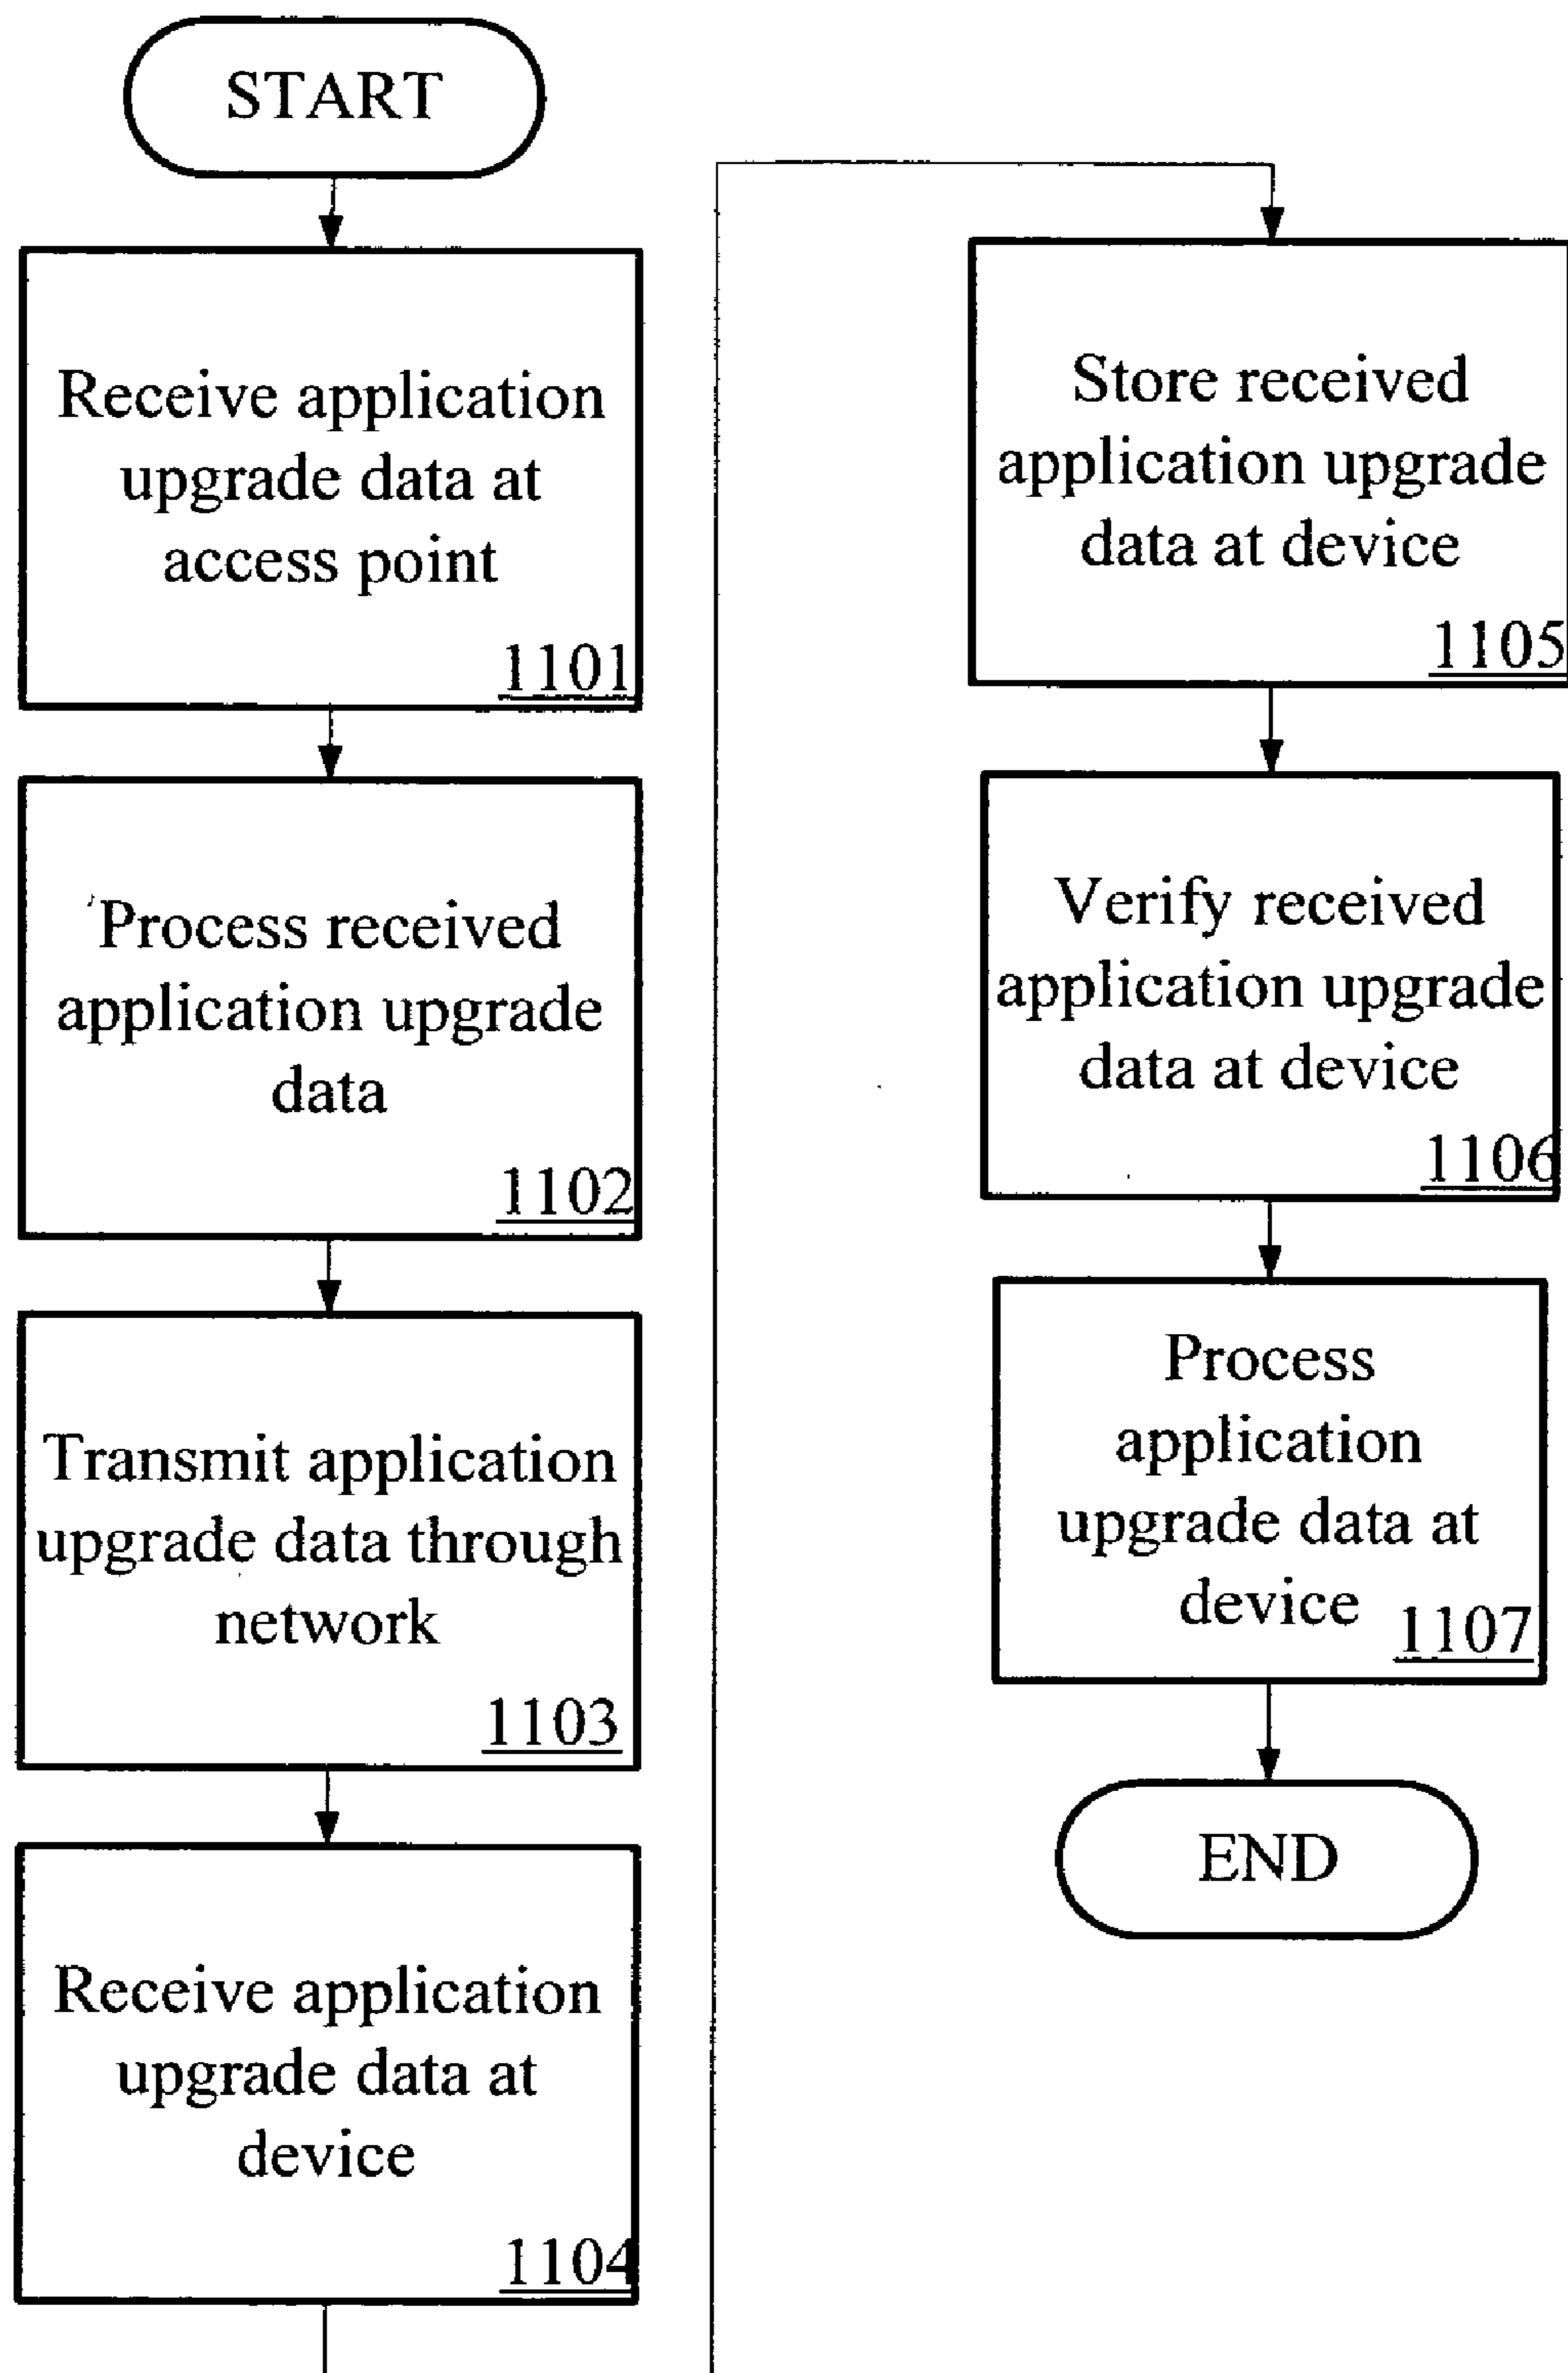 START
Receive application
upgrade data at
access point
1101
Process received
application upgrade
data
1102
Transmit application
upgrade data through
network
1103
Receive application
upgrade data at
device
1104
Store received
application upgrade
data at device
1105
Verify received
application upgrade
data at device
1106
Process
application
upgrade data at
device
1107
END